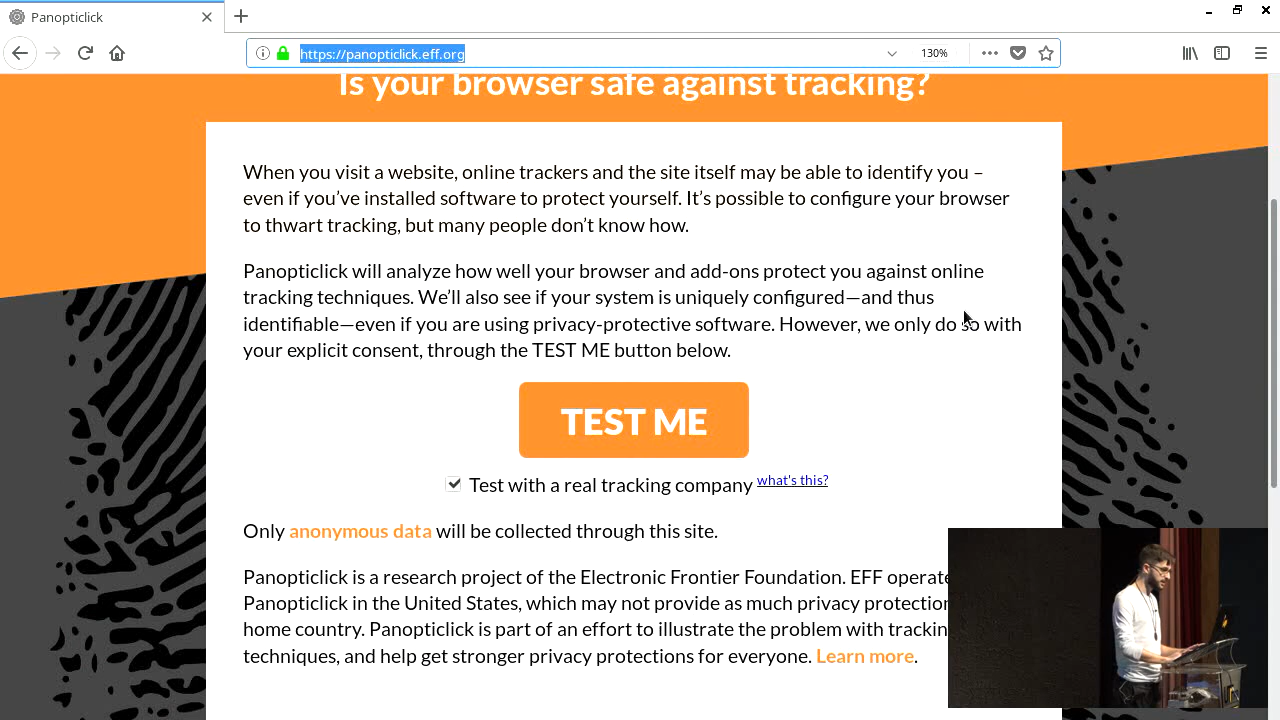 Panopticlick
https://panopticlick.eff.org
130%
Is your browser safe against tracking?
When you visit a website, online trackers and the site itself may be able to identify you –
even if you’ve installed software to protect yourself. It’s possible to configure your browser
to thwart tracking, but many people don’t know how.
Panopticlick will analyze how well your browser and add-ons protect you against online
tracking techniques. We’ll also see if your system is uniquely configured—and thus
identifiable—even if you are using privacy-protective software. However, we only do so with
your explicit consent, through the TEST ME button below.
TEST ME
Test with a real tracking company what's this?
Only anonymous data will be collected through this site.
Panopticlick is a research project of the Electronic Frontier Foundation. EFF operate
Panopticlick in the United States, which may not provide as much privacy protection
home country. Panopticlick is part of an effort to illustrate the problem with trackin
techniques, and help get stronger privacy protections for everyone. Learn more.